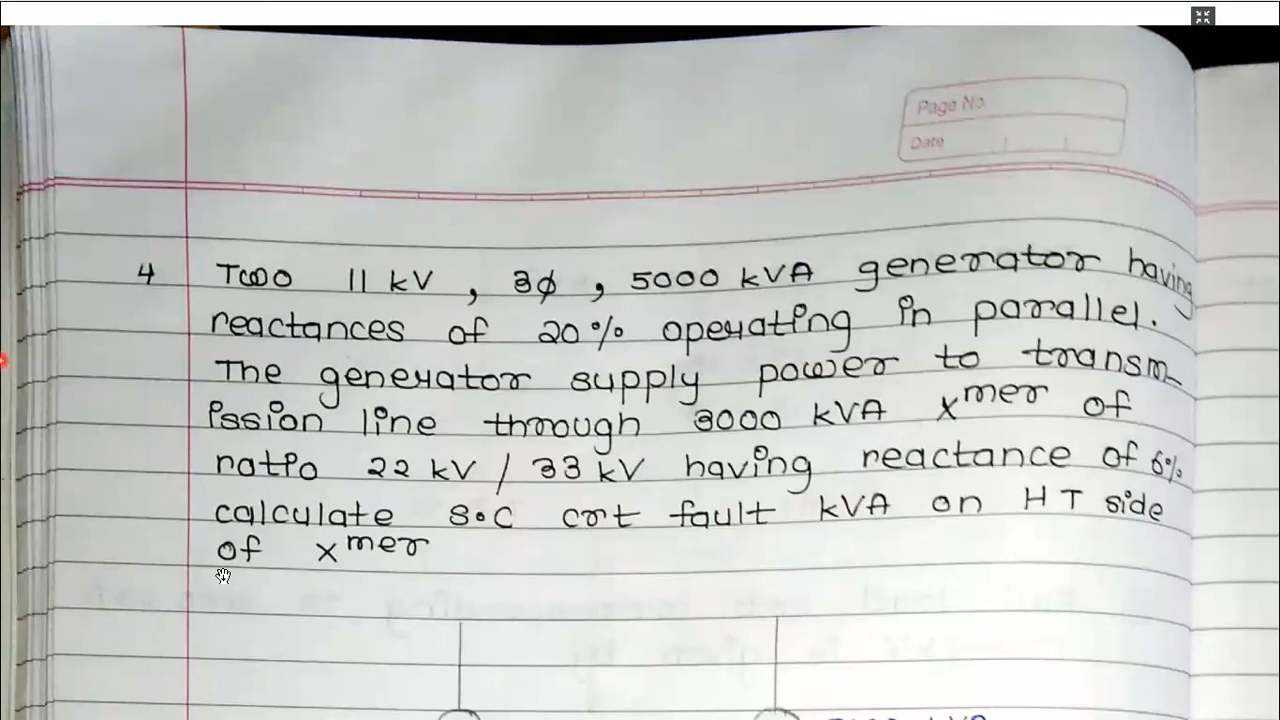 Page No.
Date
4 Two 11 kV , 3ϕ , 5000 kVA generator having
reactances of 20% operating in parallel.
The generator supply power to transm
ission line through 3000 kVA xmer of
ratio 22 kV / 33 kV having reactance of 6%
calculate s.c crt fault kVA on HT side
of xmer